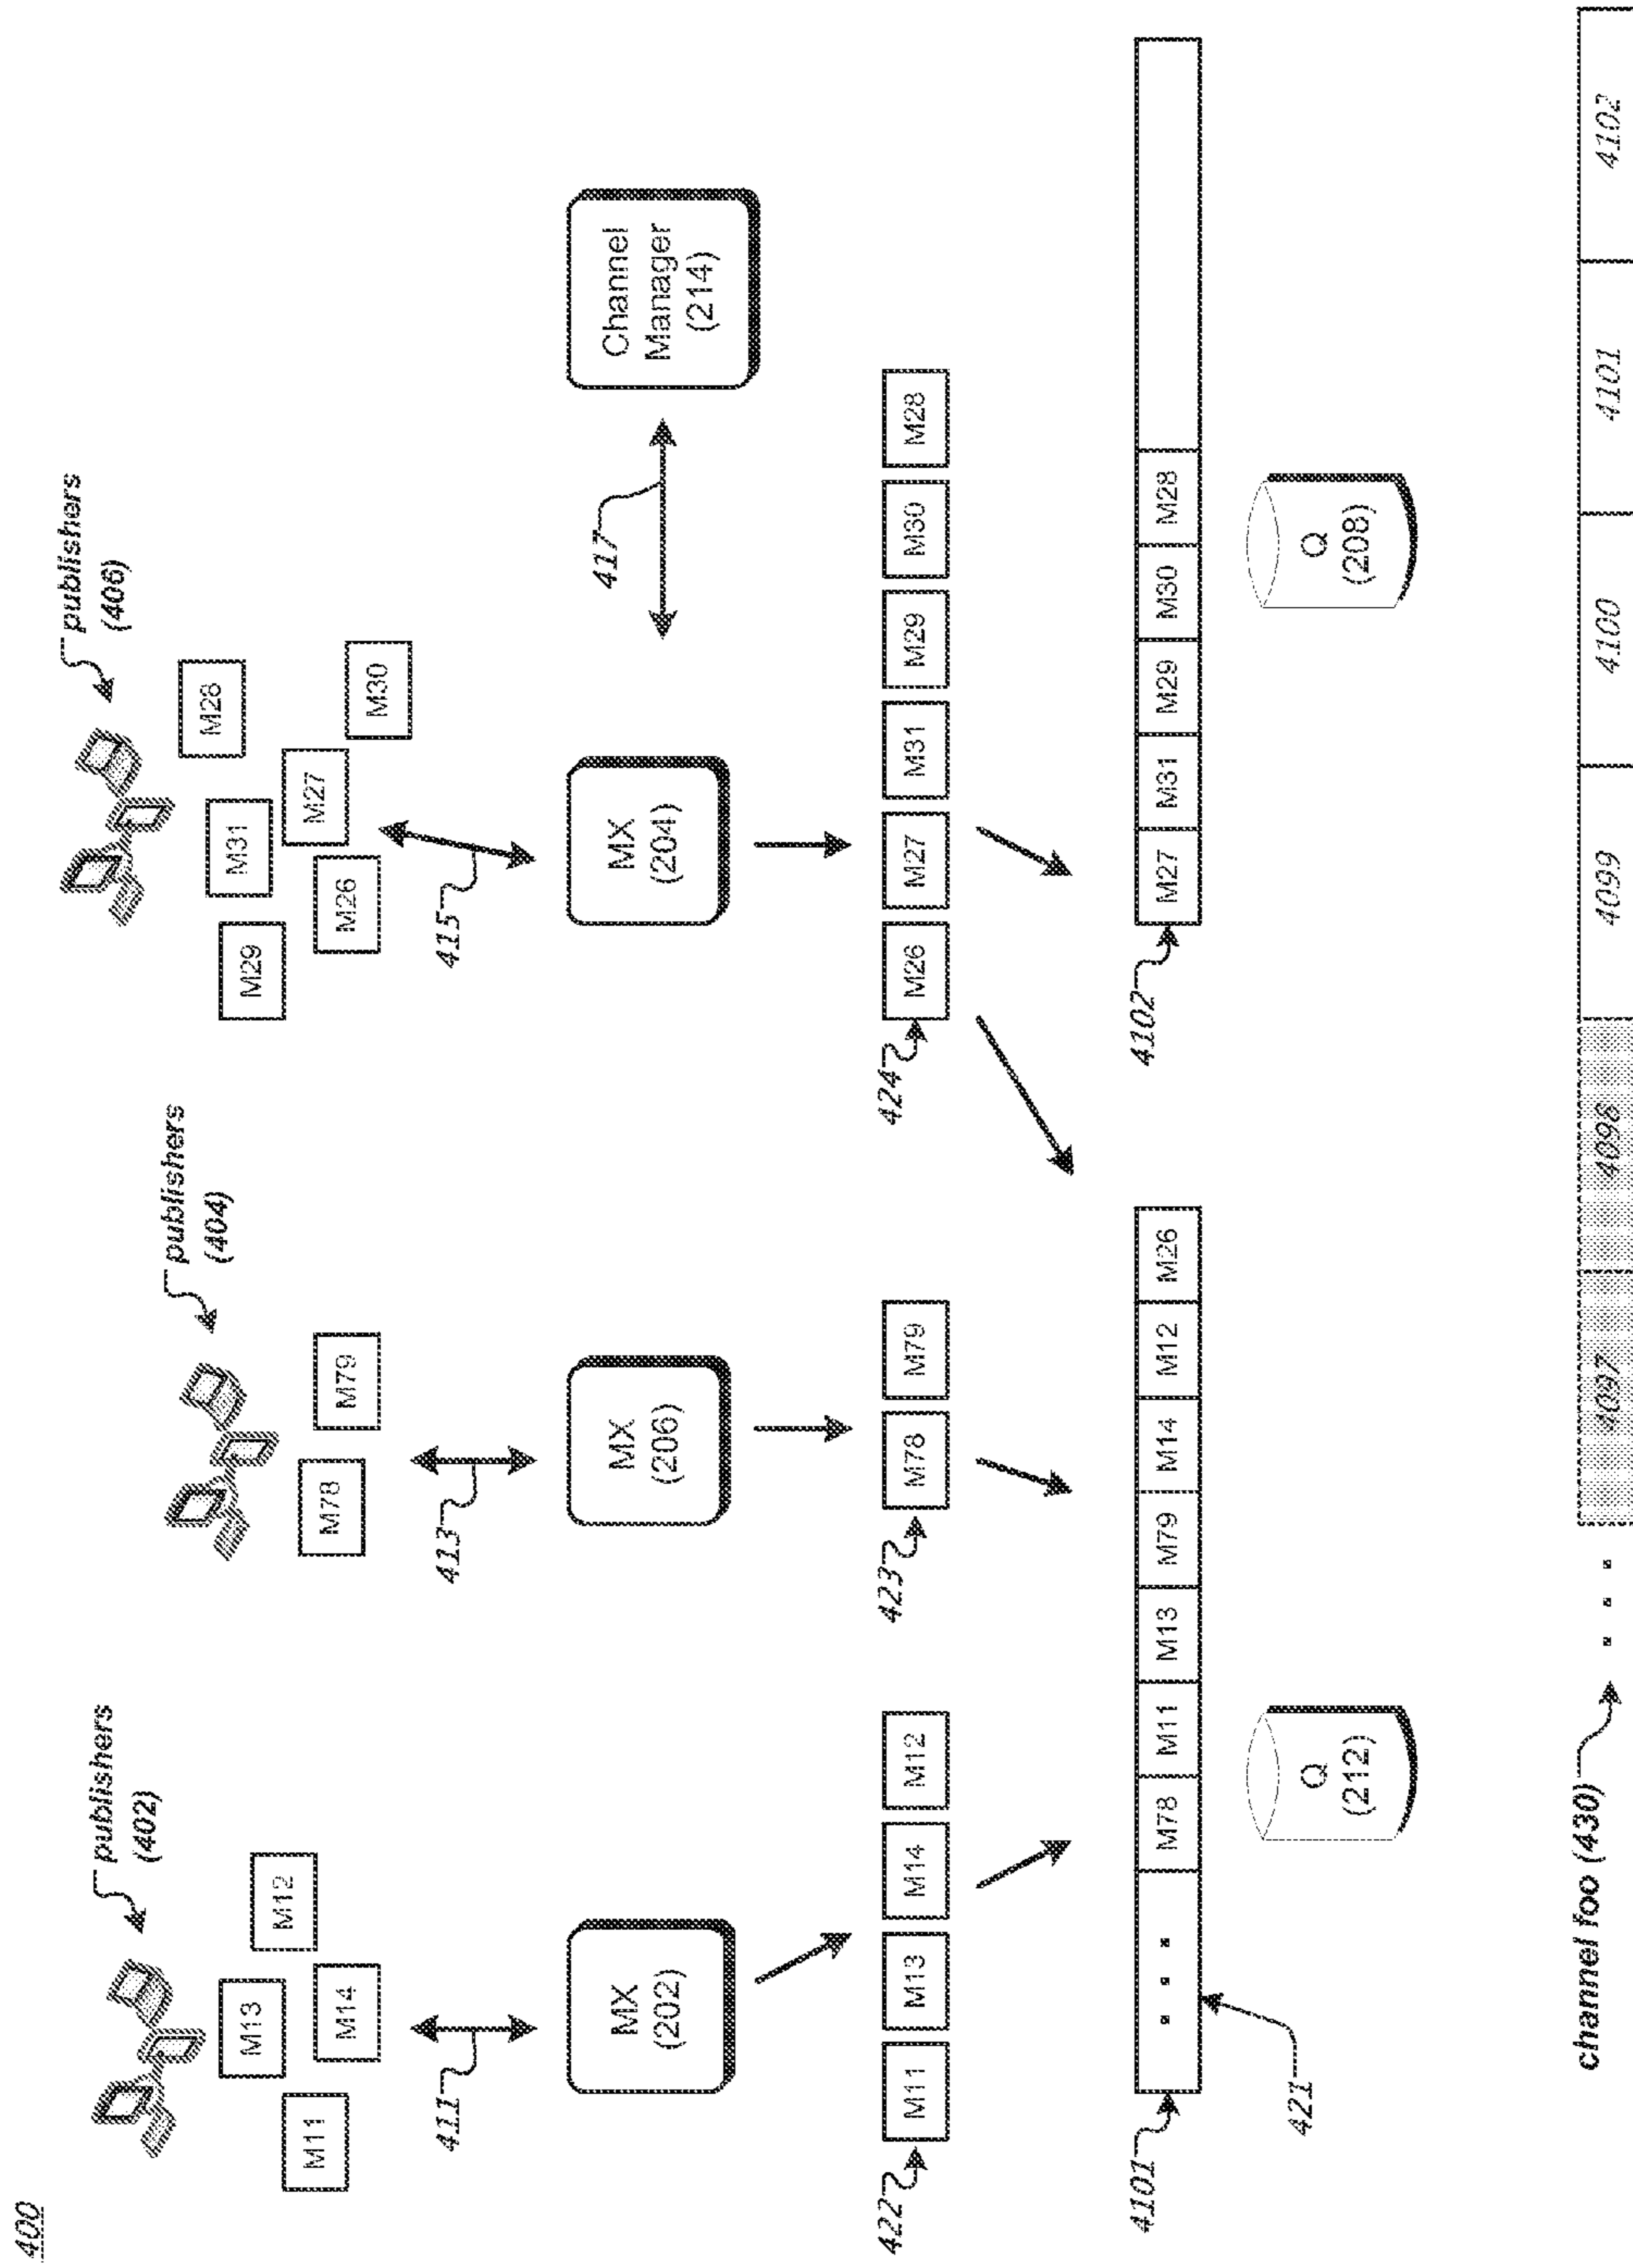 400
publishers
(402)
publishers
(404)
publishers
(406)
M11
M13
M14
M12
M78
M79
M29
M26
M31
M27
M28
M30
411
413
415
417
MX
(202)
MX
(206)
MX
(204)
Channel
Manager
(214)
422
M11
M13
M14
M12
423
M78
M79
424
M26
M27
M31
M29
M30
M28
4101
. . .
M78
M11
M13
M79
M14
M12
M26
421
4102
M27
M31
M29
M30
M28
Q
(212)
Q
(208)
channel foo (430)
. . .
4097
4098
4099
4100
4101
4102